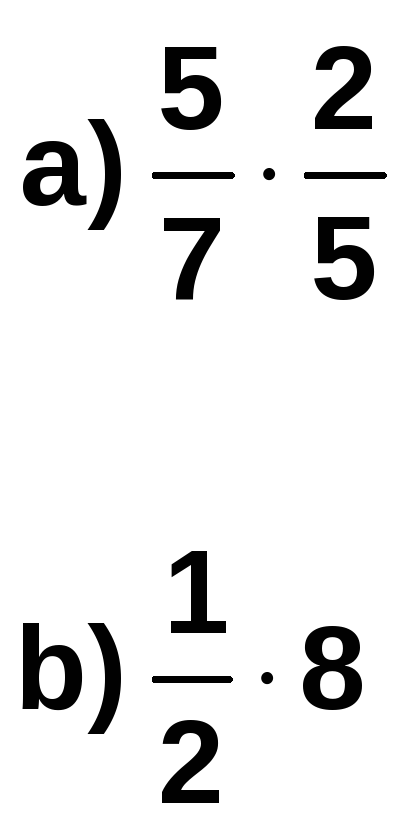 a) 5/7 · 2/5
b) 1/2 · 8